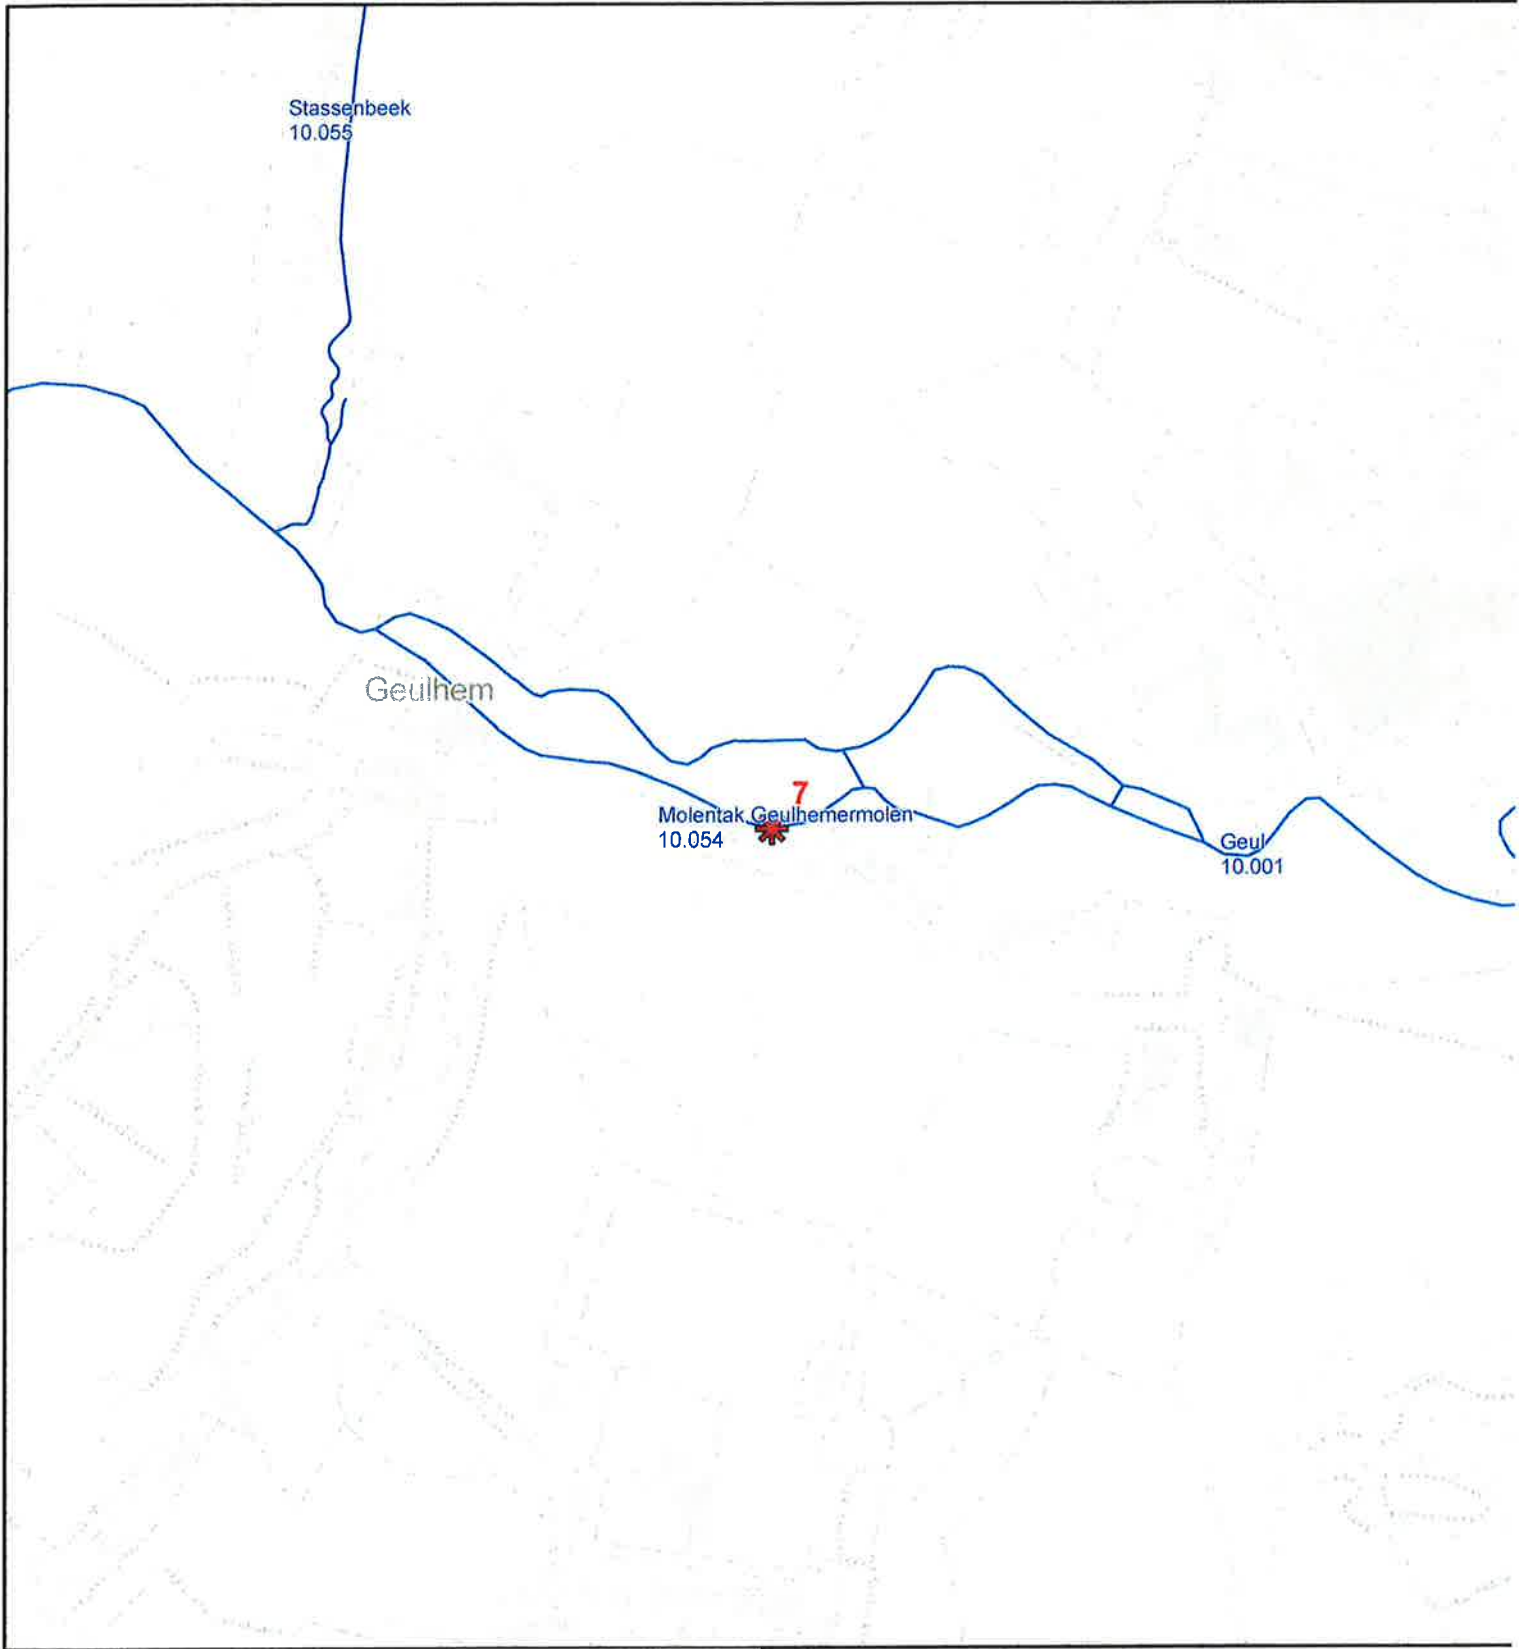 Stassenbeek
10.055
Geulhem
7
Molentak Geulhemermolen
10.054
Geul
10.001